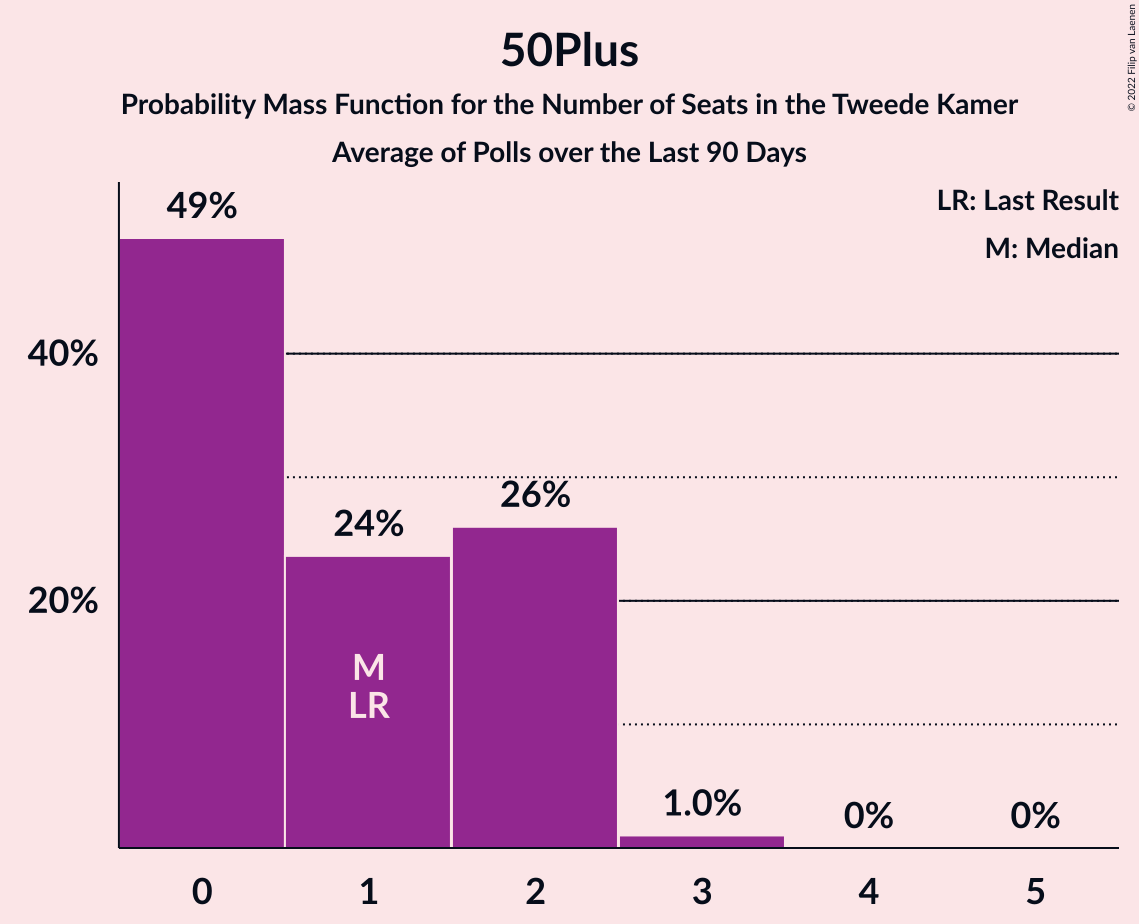 50Plus
Probability Mass Function for the Number of Seats in the Tweede Kamer
Average of Polls over the Last 90 Days
© 2022 Filip van Laenen
LR: Last Result
M: Median
49%
40%
26%
24%
20%
M
LR
1.0%
0%
0%
0 1 2 3 4 5